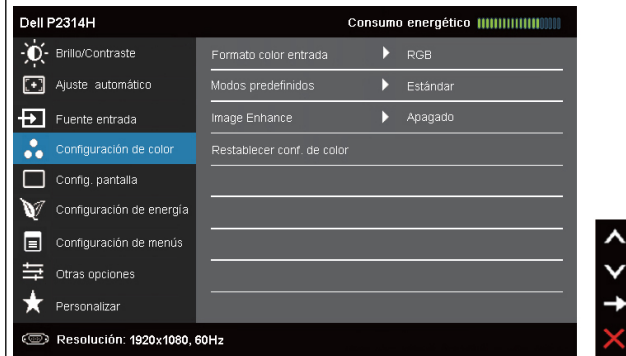 Dell P2314H
Consumo energético
Brillo/Contraste
Ajuste automático
Fuente entrada
Configuración de color
Config. pantalla
Configuración de energía
Configuración de menús
Otras opciones
Personalizar
Formato color entrada RGB
Modos predefinidos Estándar
Image Enhance Apagado
Restablecer conf. de color
Resolución: 1920x1080, 60Hz